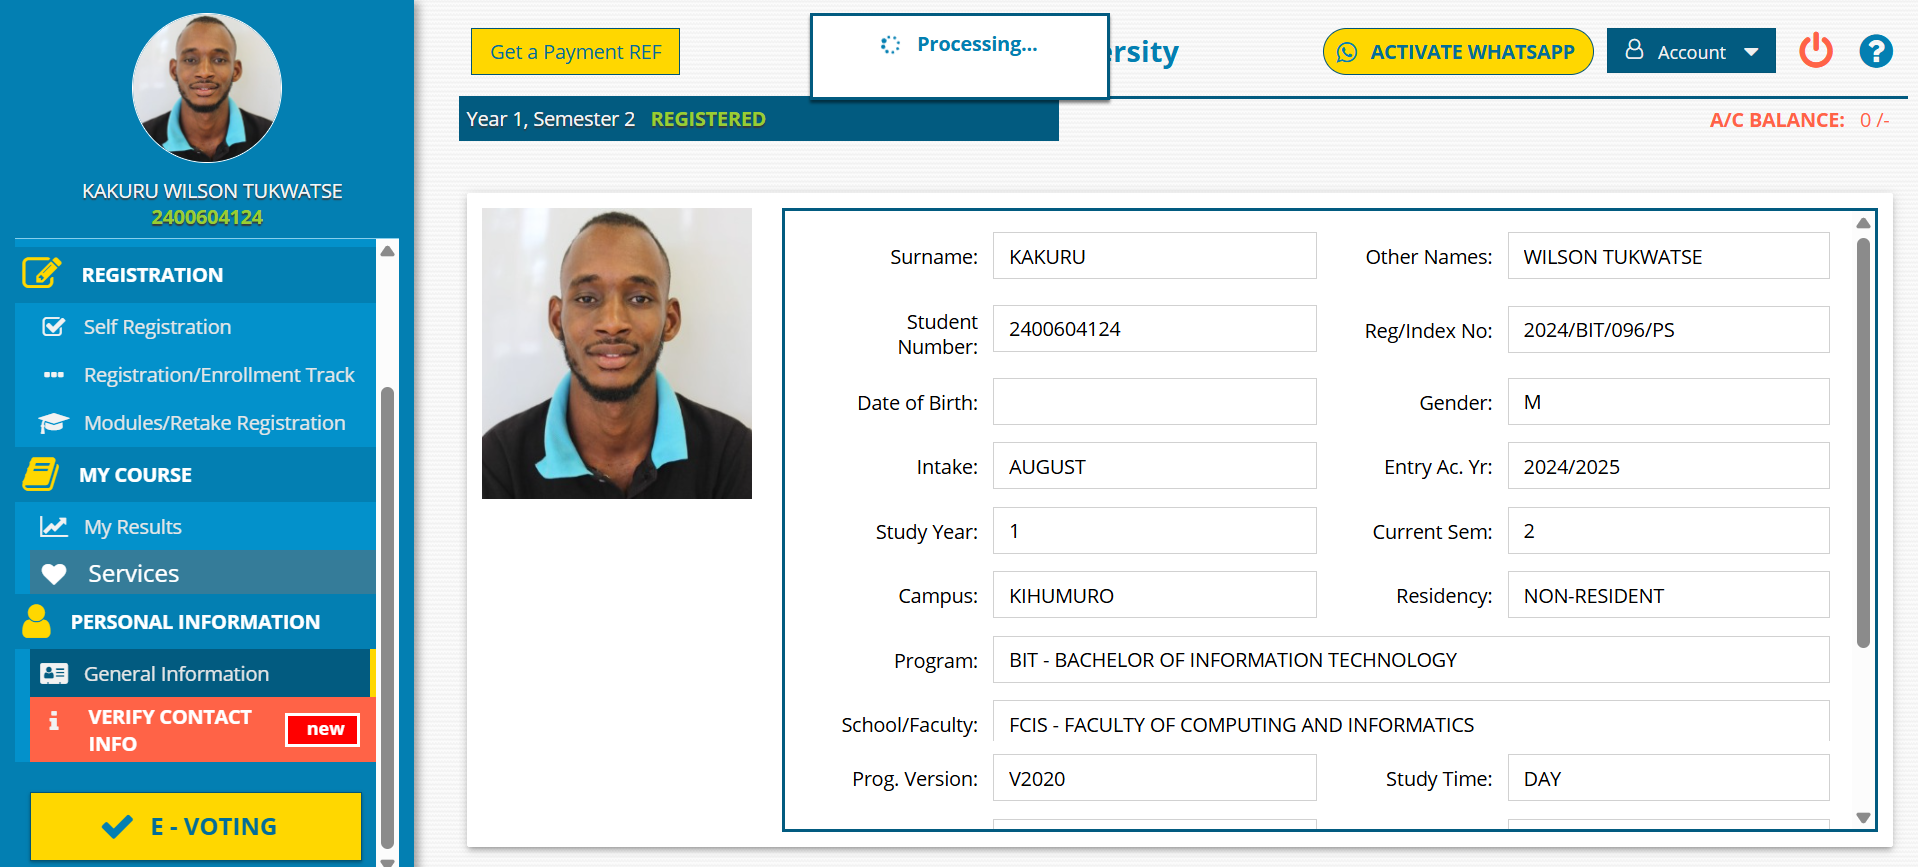 KAKURU WILSON TUKWATSE
2400604124
REGISTRATION
Self Registration
Registration/Enrollment Track
Modules/Retake Registration
MY COURSE
My Results
Services
PERSONAL INFORMATION
General Information
VERIFY CONTACT
INFO
new
E - VOTING
Get a Payment REF
Processing...
ersity
ACTIVATE WHATSAPP
Account
?
Year 1, Semester 2 REGISTERED
A/C BALANCE: 0 /-
Surname: KAKURU
Other Names: WILSON TUKWATSE
Student
Number: 2400604124
Reg/Index No: 2024/BIT/096/PS
Date of Birth:
Gender: M
Intake: AUGUST
Entry Ac. Yr: 2024/2025
Study Year: 1
Current Sem: 2
Campus: KIHUMURO
Residency: NON-RESIDENT
Program: BIT - BACHELOR OF INFORMATION TECHNOLOGY
School/Faculty: FCIS - FACULTY OF COMPUTING AND INFORMATICS
Prog. Version: V2020
Study Time: DAY